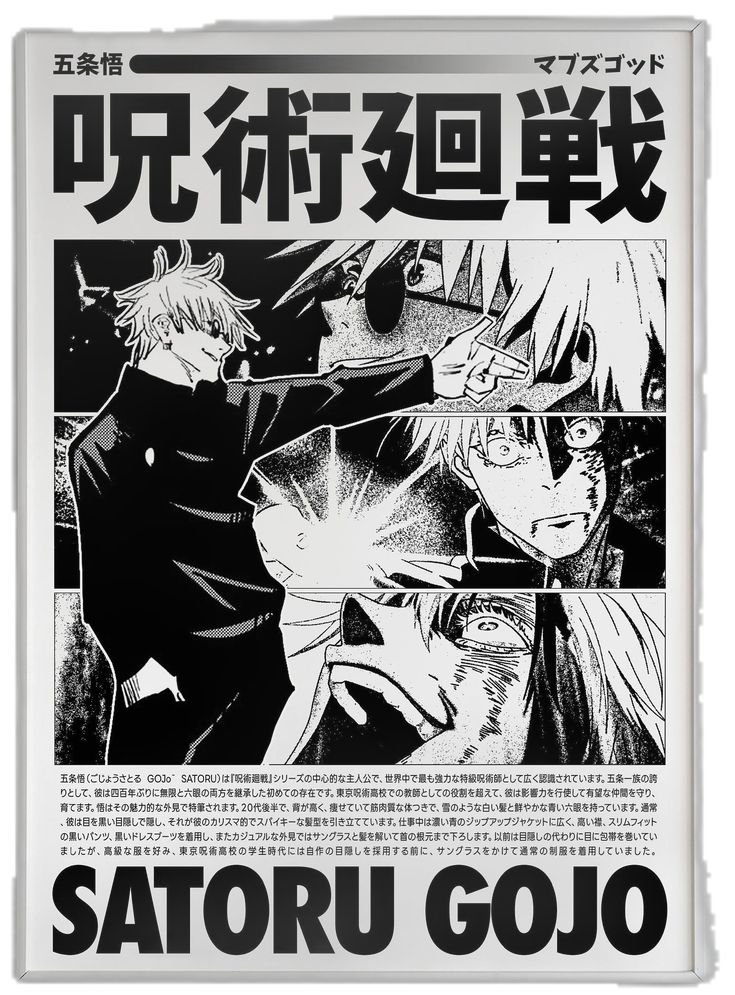 五条悟 マブズゴッド
呪術廻戦
五条悟(ごじょうさとる GOJo¯ SATORU)は『呪術廻戦』シリーズの中心的な主人公で、世界中で最も強力な特級呪術師として広く認識されています。五条一族の誇
りとして、彼は四百年ぶりに無限と六眼の両方を継承した初めての存在です。東京呪術高校での教師としての役割を超えて、彼は影響力を行使して有望な仲間を守り、
育てます。悟はその魅力的な外見で特筆されます。20代後半で、背が高く、痩せていて筋肉質な体つきで、雪のような白い髪と鮮やかな青い六眼を持っています。通常
、彼は目を黒い目隠しで隠し、それが彼のカリスマ的でスパイキーな髪型を引き立てています。仕事中は濃い青のジップアップジャケットに広く、高い襟、スリムフィット
の黒いパンツ、黒いドレスブーツを着用し、またカジュアルな外見ではサングラスと髪を解いて首の根元まで下ろします。以前は目隠しの代わりに目に包帯を巻いてい
ましたが、高級な服を好み、東京呪術高校の学生時代には自作の目隠しを採用する前に、サングラスをかけて通常の制服を着用していました。
SATORU GOJO